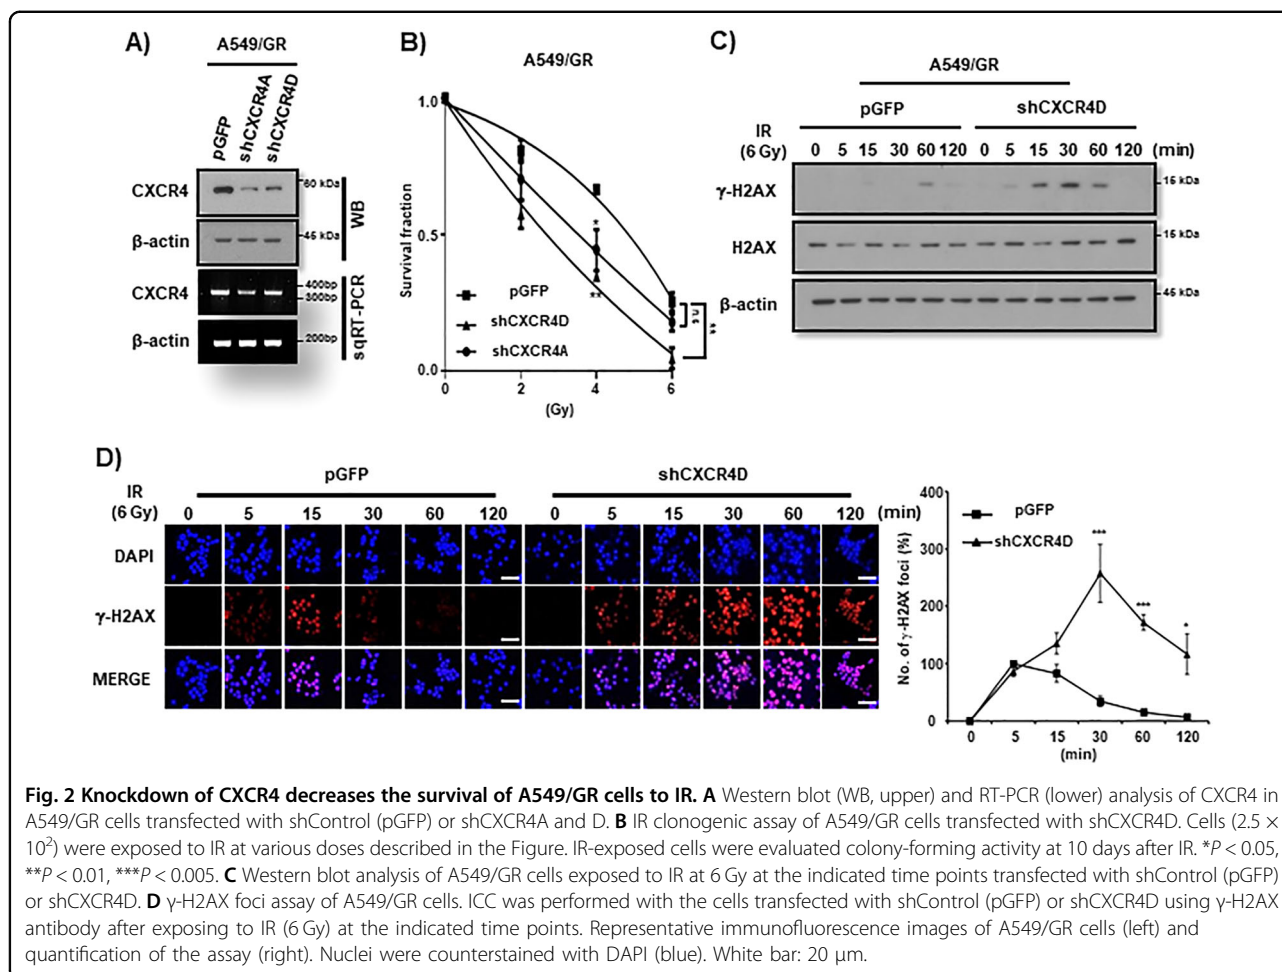 A)
A549/GR
pGFP
shCXCR4A
shCXCR4D
CXCR4
60 kDa
β-actin
45 kDa
WB
CXCR4
400bp
300bp
β-actin
200bp
sqRT-PCR
B)
A549/GR
Survival fraction
1.0
0.5
0.0
*
**
pGFP
shCXCR4D
shCXCR4A
**
0 2 4 6
(Gy)
C)
A549/GR
pGFP shCXCR4D
IR
(6 Gy) 0 5 15 30 60 120 0 5 15 30 60 120 (min)
γ-H2AX
15 kDa
H2AX
15 kDa
β-actin
45 kDa
D)
pGFP shCXCR4D
IR
(6 Gy) 0 5 15 30 60 120 0 5 15 30 60 120 (min)
DAPI
γ-H2AX
MERGE
No. of γ-H2AX foci (%)
400
300
200
100
0
pGFP
shCXCR4D
***
***
*
0 5 15 30 60 120
(min)
Fig. 2 Knockdown of CXCR4 decreases the survival of A549/GR cells to IR. A Western blot (WB, upper) and RT-PCR (lower) analysis of CXCR4 in
A549/GR cells transfected with shControl (pGFP) or shCXCR4A and D. B IR clonogenic assay of A549/GR cells transfected with shCXCR4D. Cells (2.5 ×
10²) were exposed to IR at various doses described in the Figure. IR-exposed cells were evaluated colony-forming activity at 10 days after IR. *P < 0.05,
**P < 0.01, ***P < 0.005. C Western blot analysis of A549/GR cells exposed to IR at 6 Gy at the indicated time points transfected with shControl (pGFP)
or shCXCR4D. D γ-H2AX foci assay of A549/GR cells. ICC was performed with the cells transfected with shControl (pGFP) or shCXCR4D using γ-H2AX
antibody after exposing to IR (6 Gy) at the indicated time points. Representative immunofluorescence images of A549/GR cells (left) and
quantification of the assay (right). Nuclei were counterstained with DAPI (blue). White bar: 20 μm.